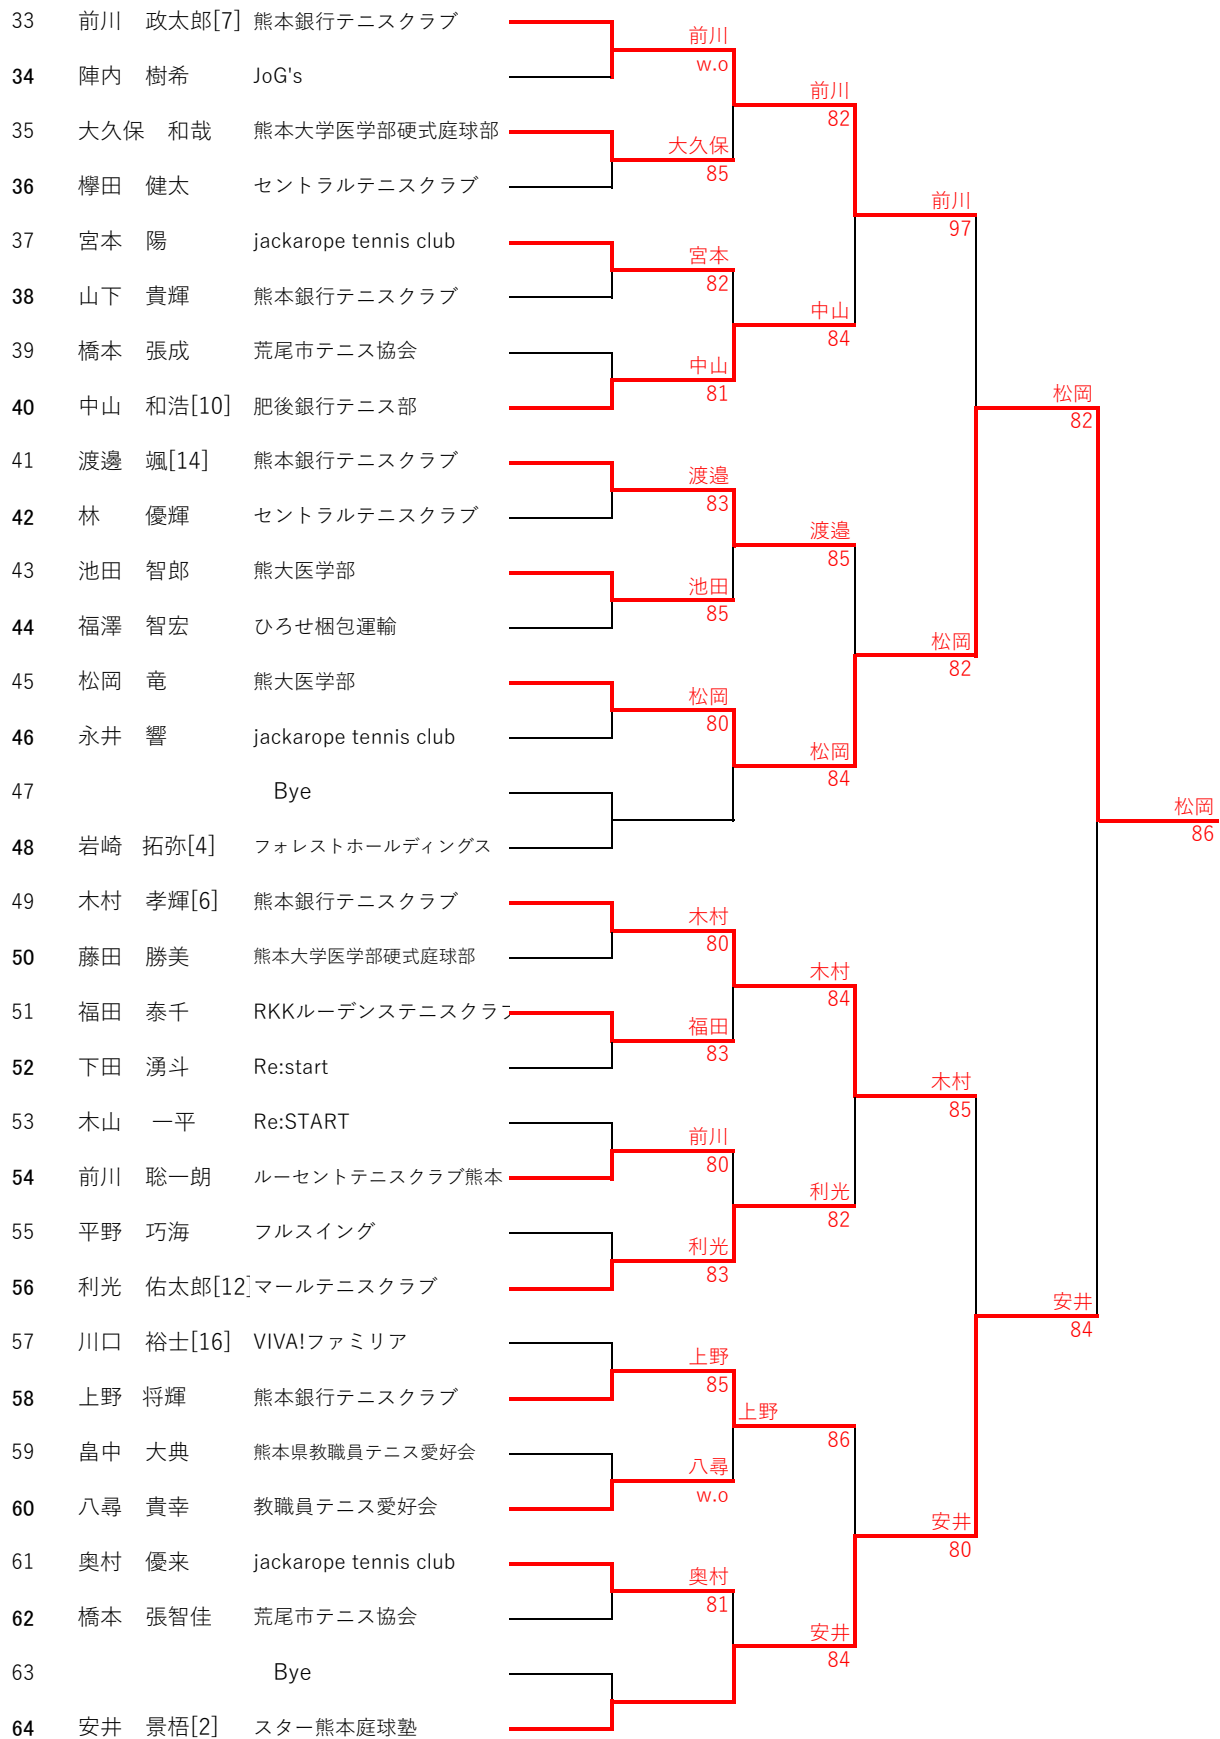 33 前川 政太郎[7] 熊本銀行テニスクラブ
前川
w.o
34 陣内 樹希 JoG's
前川
82
35 大久保 和哉 熊本大学医学部硬式庭球部
大久保
85
36 欅田 健太 セントラルテニスクラブ
前川
97
37 宮本 陽 jackarope tennis club
宮本
82
38 山下 貴輝 熊本銀行テニスクラブ
中山
84
39 橋本 張成 荒尾市テニス協会
中山
81
40 中山 和浩[10] 肥後銀行テニス部
松岡
82
41 渡邊 颯[14] 熊本銀行テニスクラブ
渡邉
83
42 林 優輝 セントラルテニスクラブ
渡邉
85
43 池田 智郎 熊大医学部
池田
85
44 福澤 智宏 ひろせ梱包運輸
松岡
82
45 松岡 竜 熊大医学部
松岡
80
46 永井 響 jackarope tennis club
松岡
84
47 Bye
松岡
86
48 岩崎 拓弥[4] フォレストホールディングス
49 木村 孝輝[6] 熊本銀行テニスクラブ
木村
80
50 藤田 勝美 熊本大学医学部硬式庭球部
木村
84
51 福田 泰千 RKKルーデンステニスクラブ
福田
83
52 下田 湧斗 Re:start
木村
85
53 木山 一平 Re:START
前川
80
54 前川 聡一朗 ルーセントテニスクラブ熊本
利光
82
55 平野 巧海 フルスイング
利光
83
56 利光 佑太郎[12] マールテニスクラブ
安井
84
57 川口 裕士[16] VIVA!ファミリア
上野
85
58 上野 将輝 熊本銀行テニスクラブ
上野
86
59 畠中 大典 熊本県教職員テニス愛好会
八尋
w.o
60 八尋 貴幸 教職員テニス愛好会
安井
80
61 奥村 優来 jackarope tennis club
奥村
81
62 橋本 張智佳 荒尾市テニス協会
安井
84
63 Bye
64 安井 景梧[2] スター熊本庭球塾